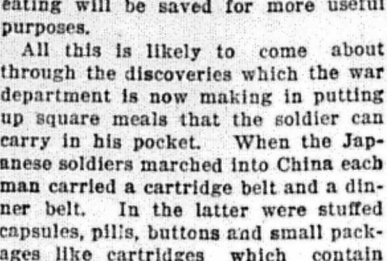 eating will be saved for more useful
purposes.
All this is likely to come about
through the discoveries which the war
department is now making in putting
up square meals that the soldier can
carry in his pocket. When the Jap-
anese soldiers marched into China each
man carried a cartridge belt and a din-
ner belt. In the latter were stuffed
capsules, pills, buttons and small pack-
ages like cartridges which contain